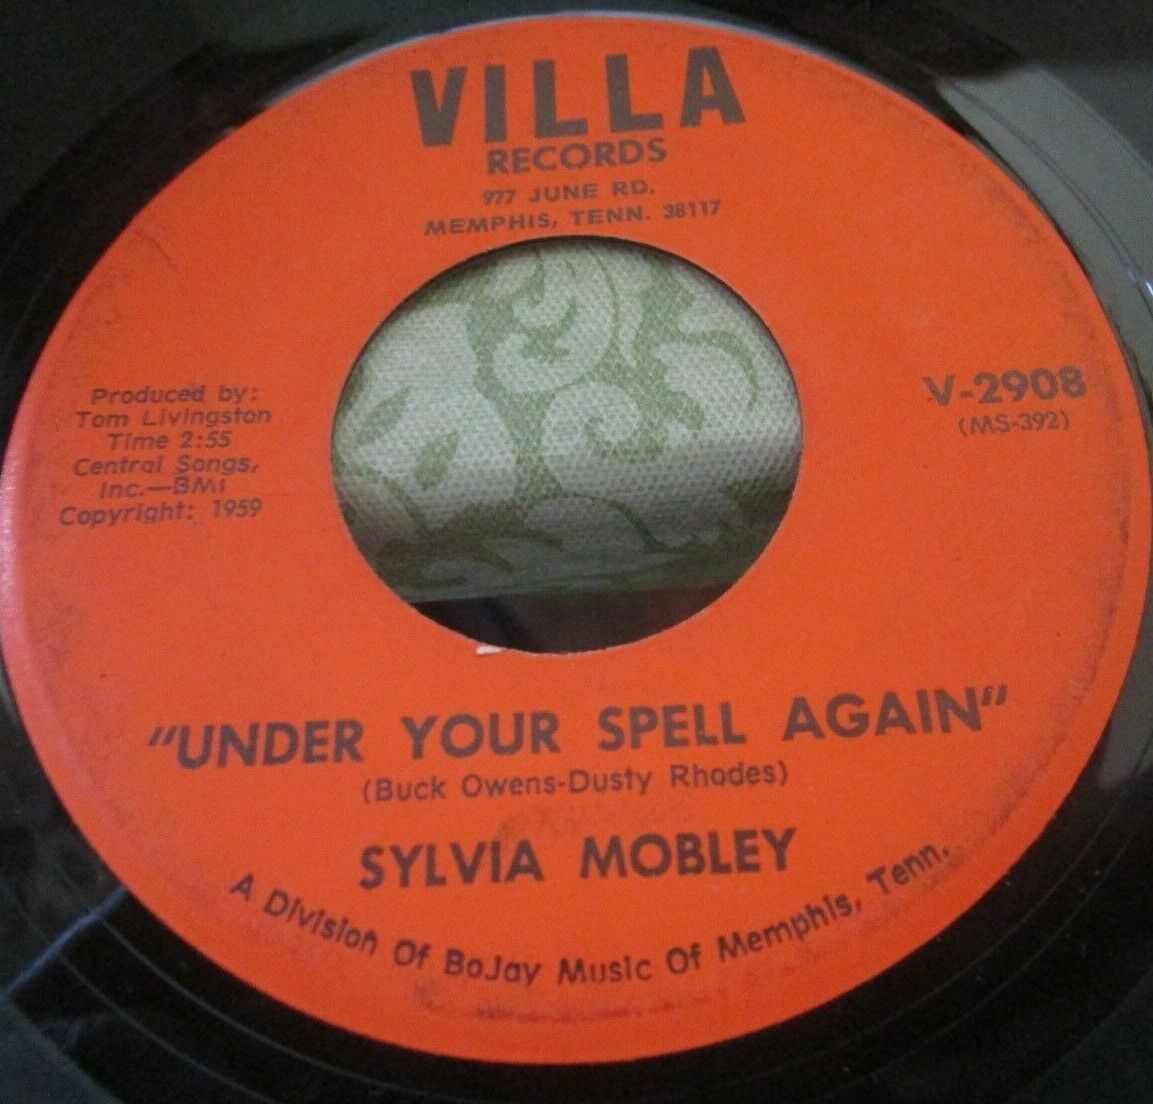 VILLA
RECORDS
977 JUNE RD.
MEMPHIS, TENN. 38117
Produced by:
Tom Livingston
Time 2:55
Central Songs,
Inc.—BMI
Copyright: 1959
V-2908
(MS-392)
"UNDER YOUR SPELL AGAIN"
(Buck Owens-Dusty Rhodes)
SYLVIA MOBLEY
A Division Of BoJay Music Of Memphis, Tenn.